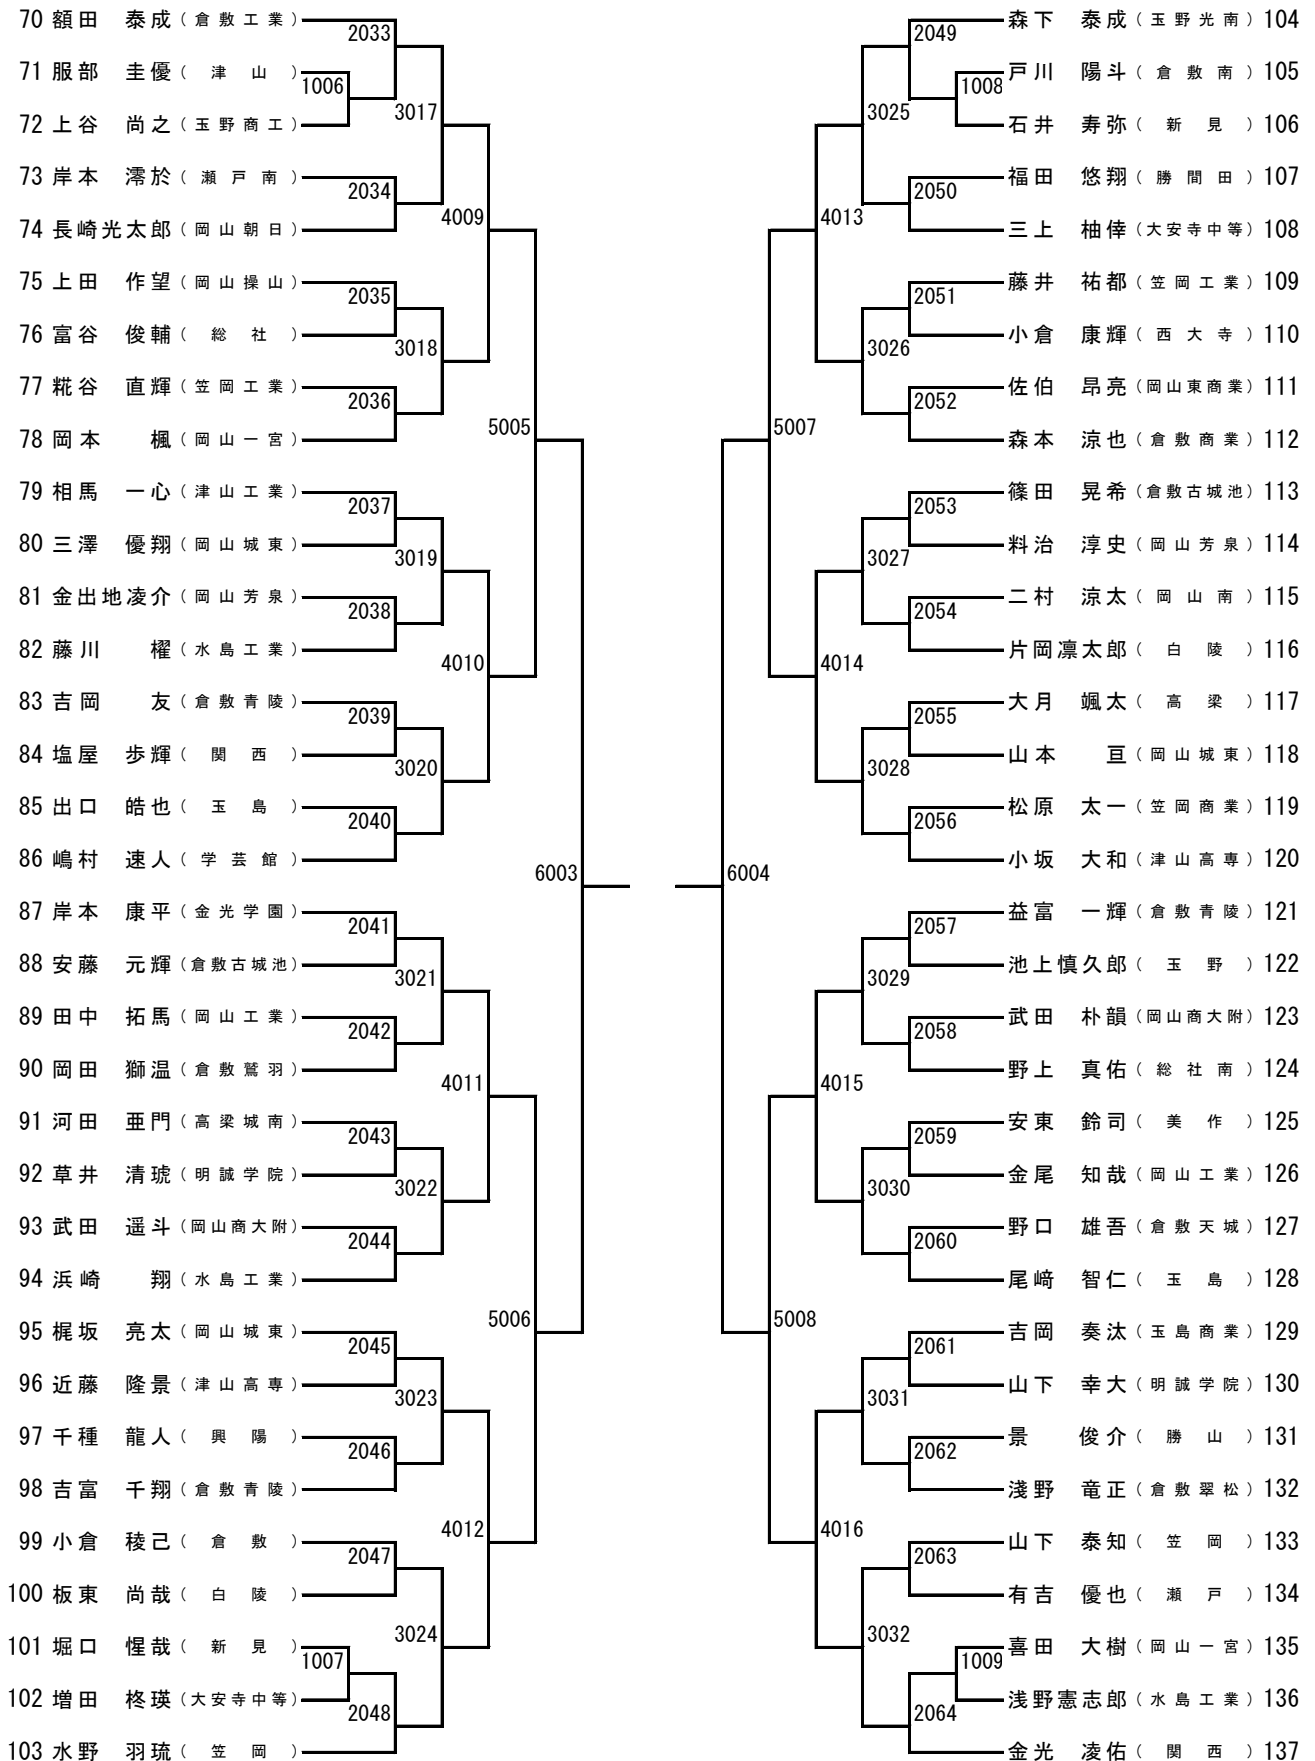 70 額田 泰成 (倉敷工業)
71 服部 圭優 (津山)
72 上谷 尚之 (玉野商工)
73 岸本 澪於 (瀬戸南)
74 長崎光太郎 (岡山朝日)
75 上田 作望 (岡山操山)
76 富谷 俊輔 (総社)
77 糀谷 直輝 (笠岡工業)
78 岡本 楓 (岡山一宮)
79 相馬 一心 (津山工業)
80 三澤 優翔 (岡山城東)
81 金出地凌介 (岡山芳泉)
82 藤川 櫂 (水島工業)
83 吉岡 友 (倉敷青陵)
84 塩屋 歩輝 (関西)
85 出口 皓也 (玉島)
86 嶋村 速人 (学芸館)
87 岸本 康平 (金光学園)
88 安藤 元輝 (倉敷古城池)
89 田中 拓馬 (岡山工業)
90 岡田 獅温 (倉敷鷲羽)
91 河田 亜門 (高梁城南)
92 草井 清琥 (明誠学院)
93 武田 遥斗 (岡山商大附)
94 浜崎 翔 (水島工業)
95 梶坂 亮太 (岡山城東)
96 近藤 隆景 (津山高専)
97 千種 龍人 (興陽)
98 吉富 千翔 (倉敷青陵)
99 小倉 稜己 (倉敷)
100 板東 尚哉 (白陵)
101 堀口 惺哉 (新見)
102 増田 柊瑛 (大安寺中等)
103 水野 羽琉 (笠岡)
1006
1007
2033
2034
2035
2036
2037
2038
2039
2040
2041
2042
2043
2044
2045
2046
2047
2048
3017
3018
3019
3020
3021
3022
3023
3024
4009
4010
4011
4012
5005
5006
6003
6004
5007
5008
4013
4014
4015
4016
3025
3026
3027
3028
3029
3030
3031
3032
2049
2050
2051
2052
2053
2054
2055
2056
2057
2058
2059
2060
2061
2062
2063
2064
1008
1009
森下 泰成 (玉野光南) 104
戸川 陽斗 (倉敷南) 105
石井 寿弥 (新見) 106
福田 悠翔 (勝間田) 107
三上 柚倖 (大安寺中等) 108
藤井 祐都 (笠岡工業) 109
小倉 康輝 (西大寺) 110
佐伯 昂亮 (岡山東商業) 111
森本 涼也 (倉敷商業) 112
篠田 晃希 (倉敷古城池) 113
料治 淳史 (岡山芳泉) 114
二村 涼太 (岡山南) 115
片岡凛太郎 (白陵) 116
大月 颯太 (高梁) 117
山本 亘 (岡山城東) 118
松原 太一 (笠岡商業) 119
小坂 大和 (津山高専) 120
益富 一輝 (倉敷青陵) 121
池上慎久郎 (玉野) 122
武田 朴韻 (岡山商大附) 123
野上 真佑 (総社南) 124
安東 鈴司 (美作) 125
金尾 知哉 (岡山工業) 126
野口 雄吾 (倉敷天城) 127
尾﨑 智仁 (玉島) 128
吉岡 奏汰 (玉島商業) 129
山下 幸大 (明誠学院) 130
景 俊介 (勝山) 131
淺野 竜正 (倉敷翠松) 132
山下 泰知 (笠岡) 133
有吉 優也 (瀬戸) 134
喜田 大樹 (岡山一宮) 135
浅野憲志郎 (水島工業) 136
金光 凌佑 (関西) 137